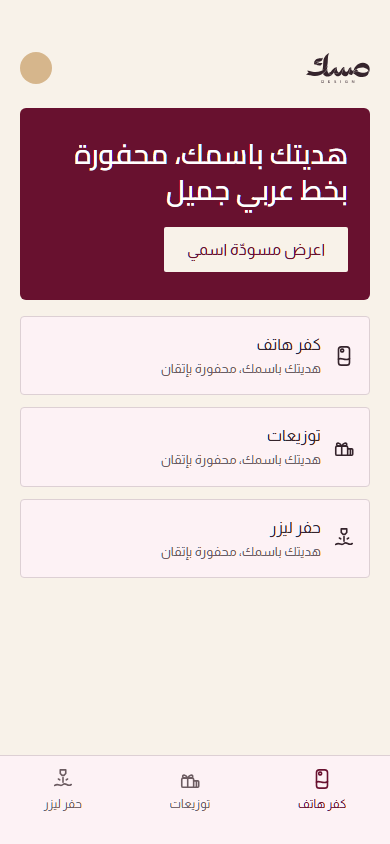 مسك
DESIGN
هديتك باسمك، محفورة
بخط عربي جميل
اعرض مسودّة اسمي
كفر هاتف
هديتك باسمك، محفورة بإتقان
توزيعات
هديتك باسمك، محفورة بإتقان
حفر ليزر
هديتك باسمك، محفورة بإتقان
كفر هاتف
توزيعات
حفر ليزر